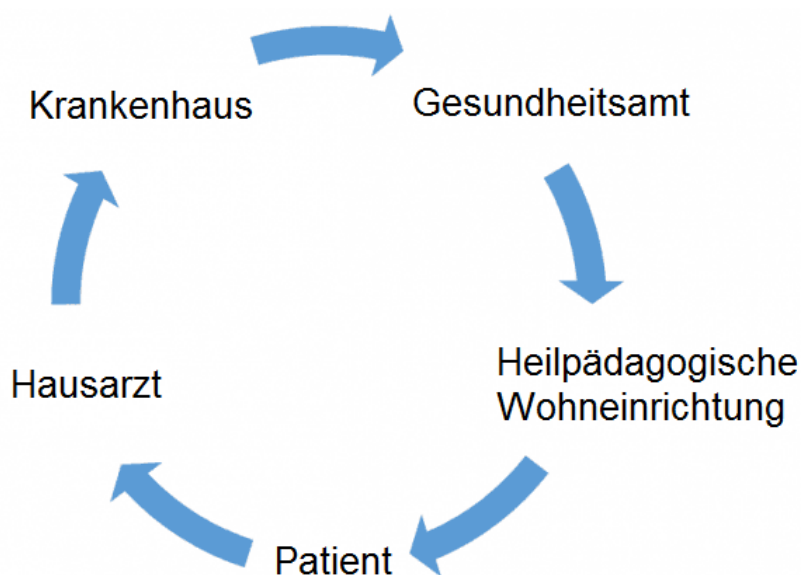 Krankenhaus
Gesundheitsamt
Hausarzt
Heilpädagogische
Wohneinrichtung
Patient